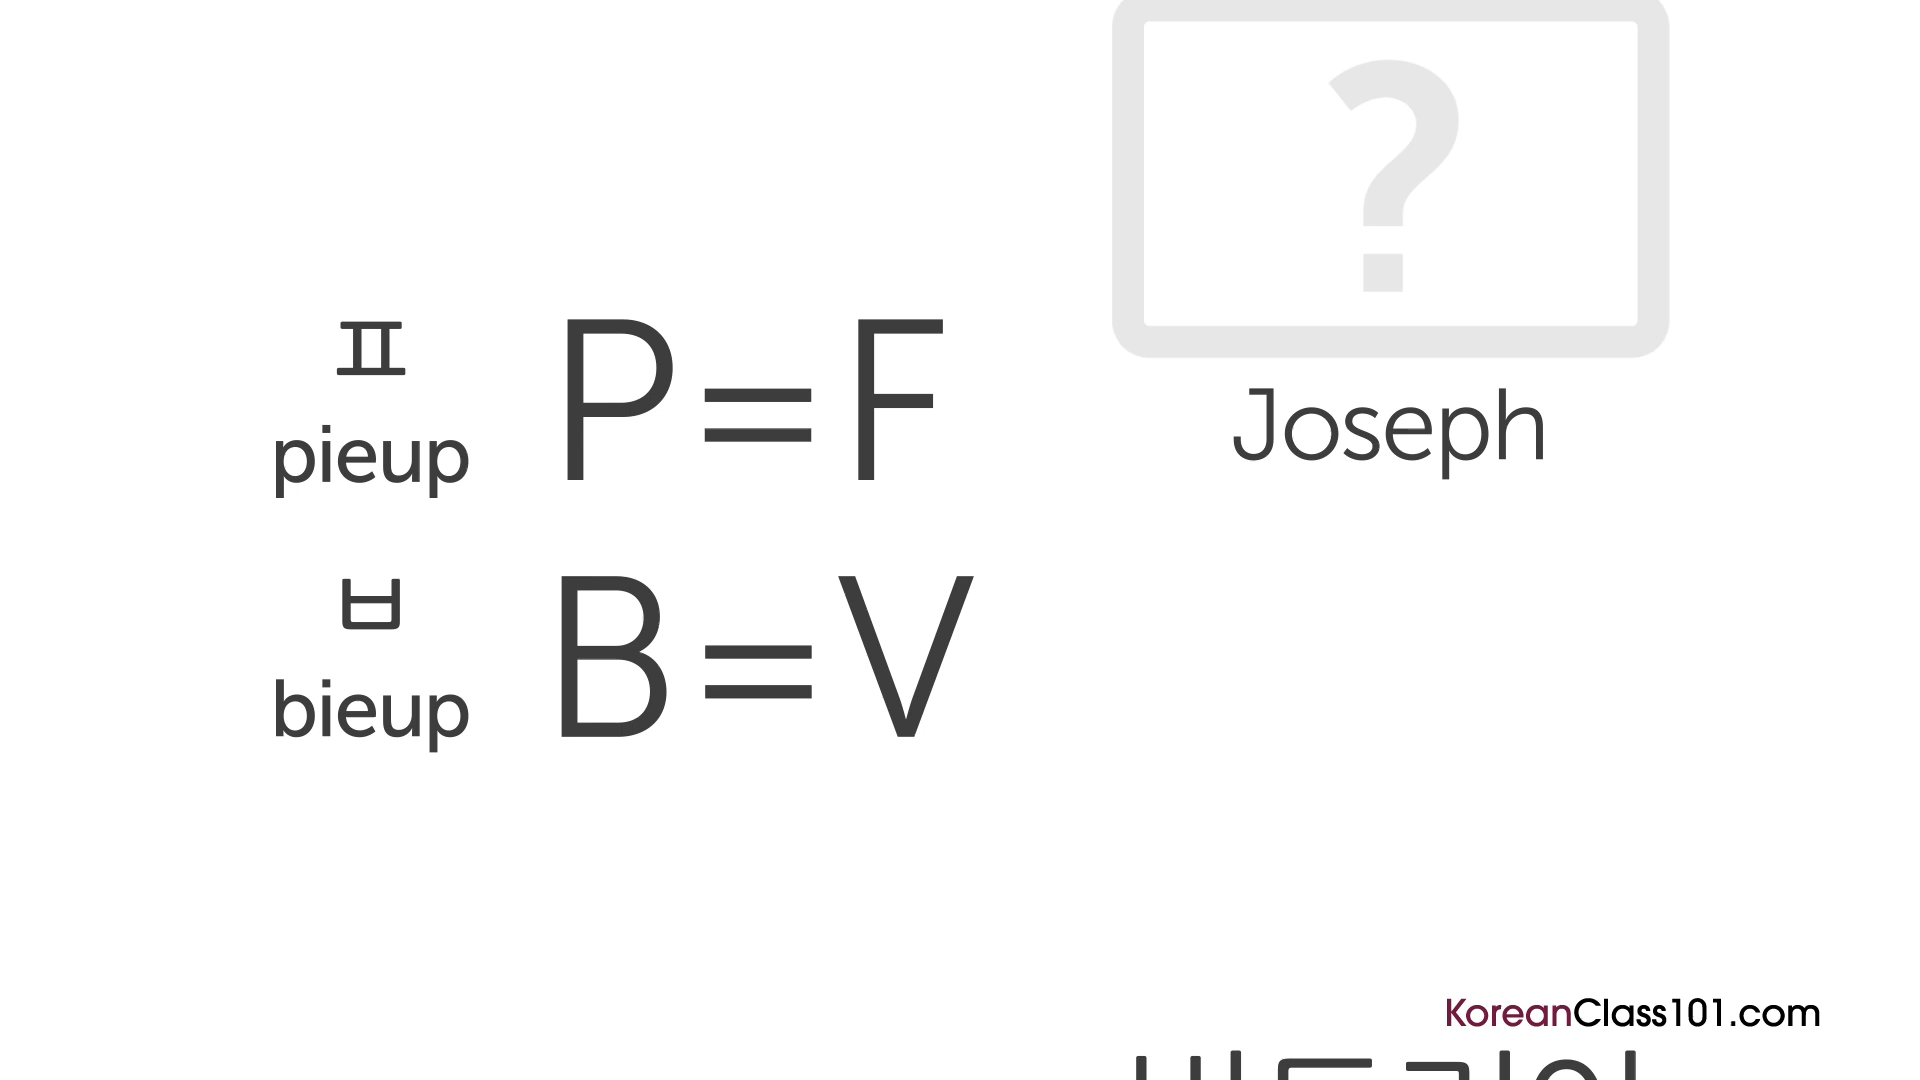 ?
Joseph
ㅍ P=F
pieup
ㅂ B=V
bieup
KoreanClass101.com